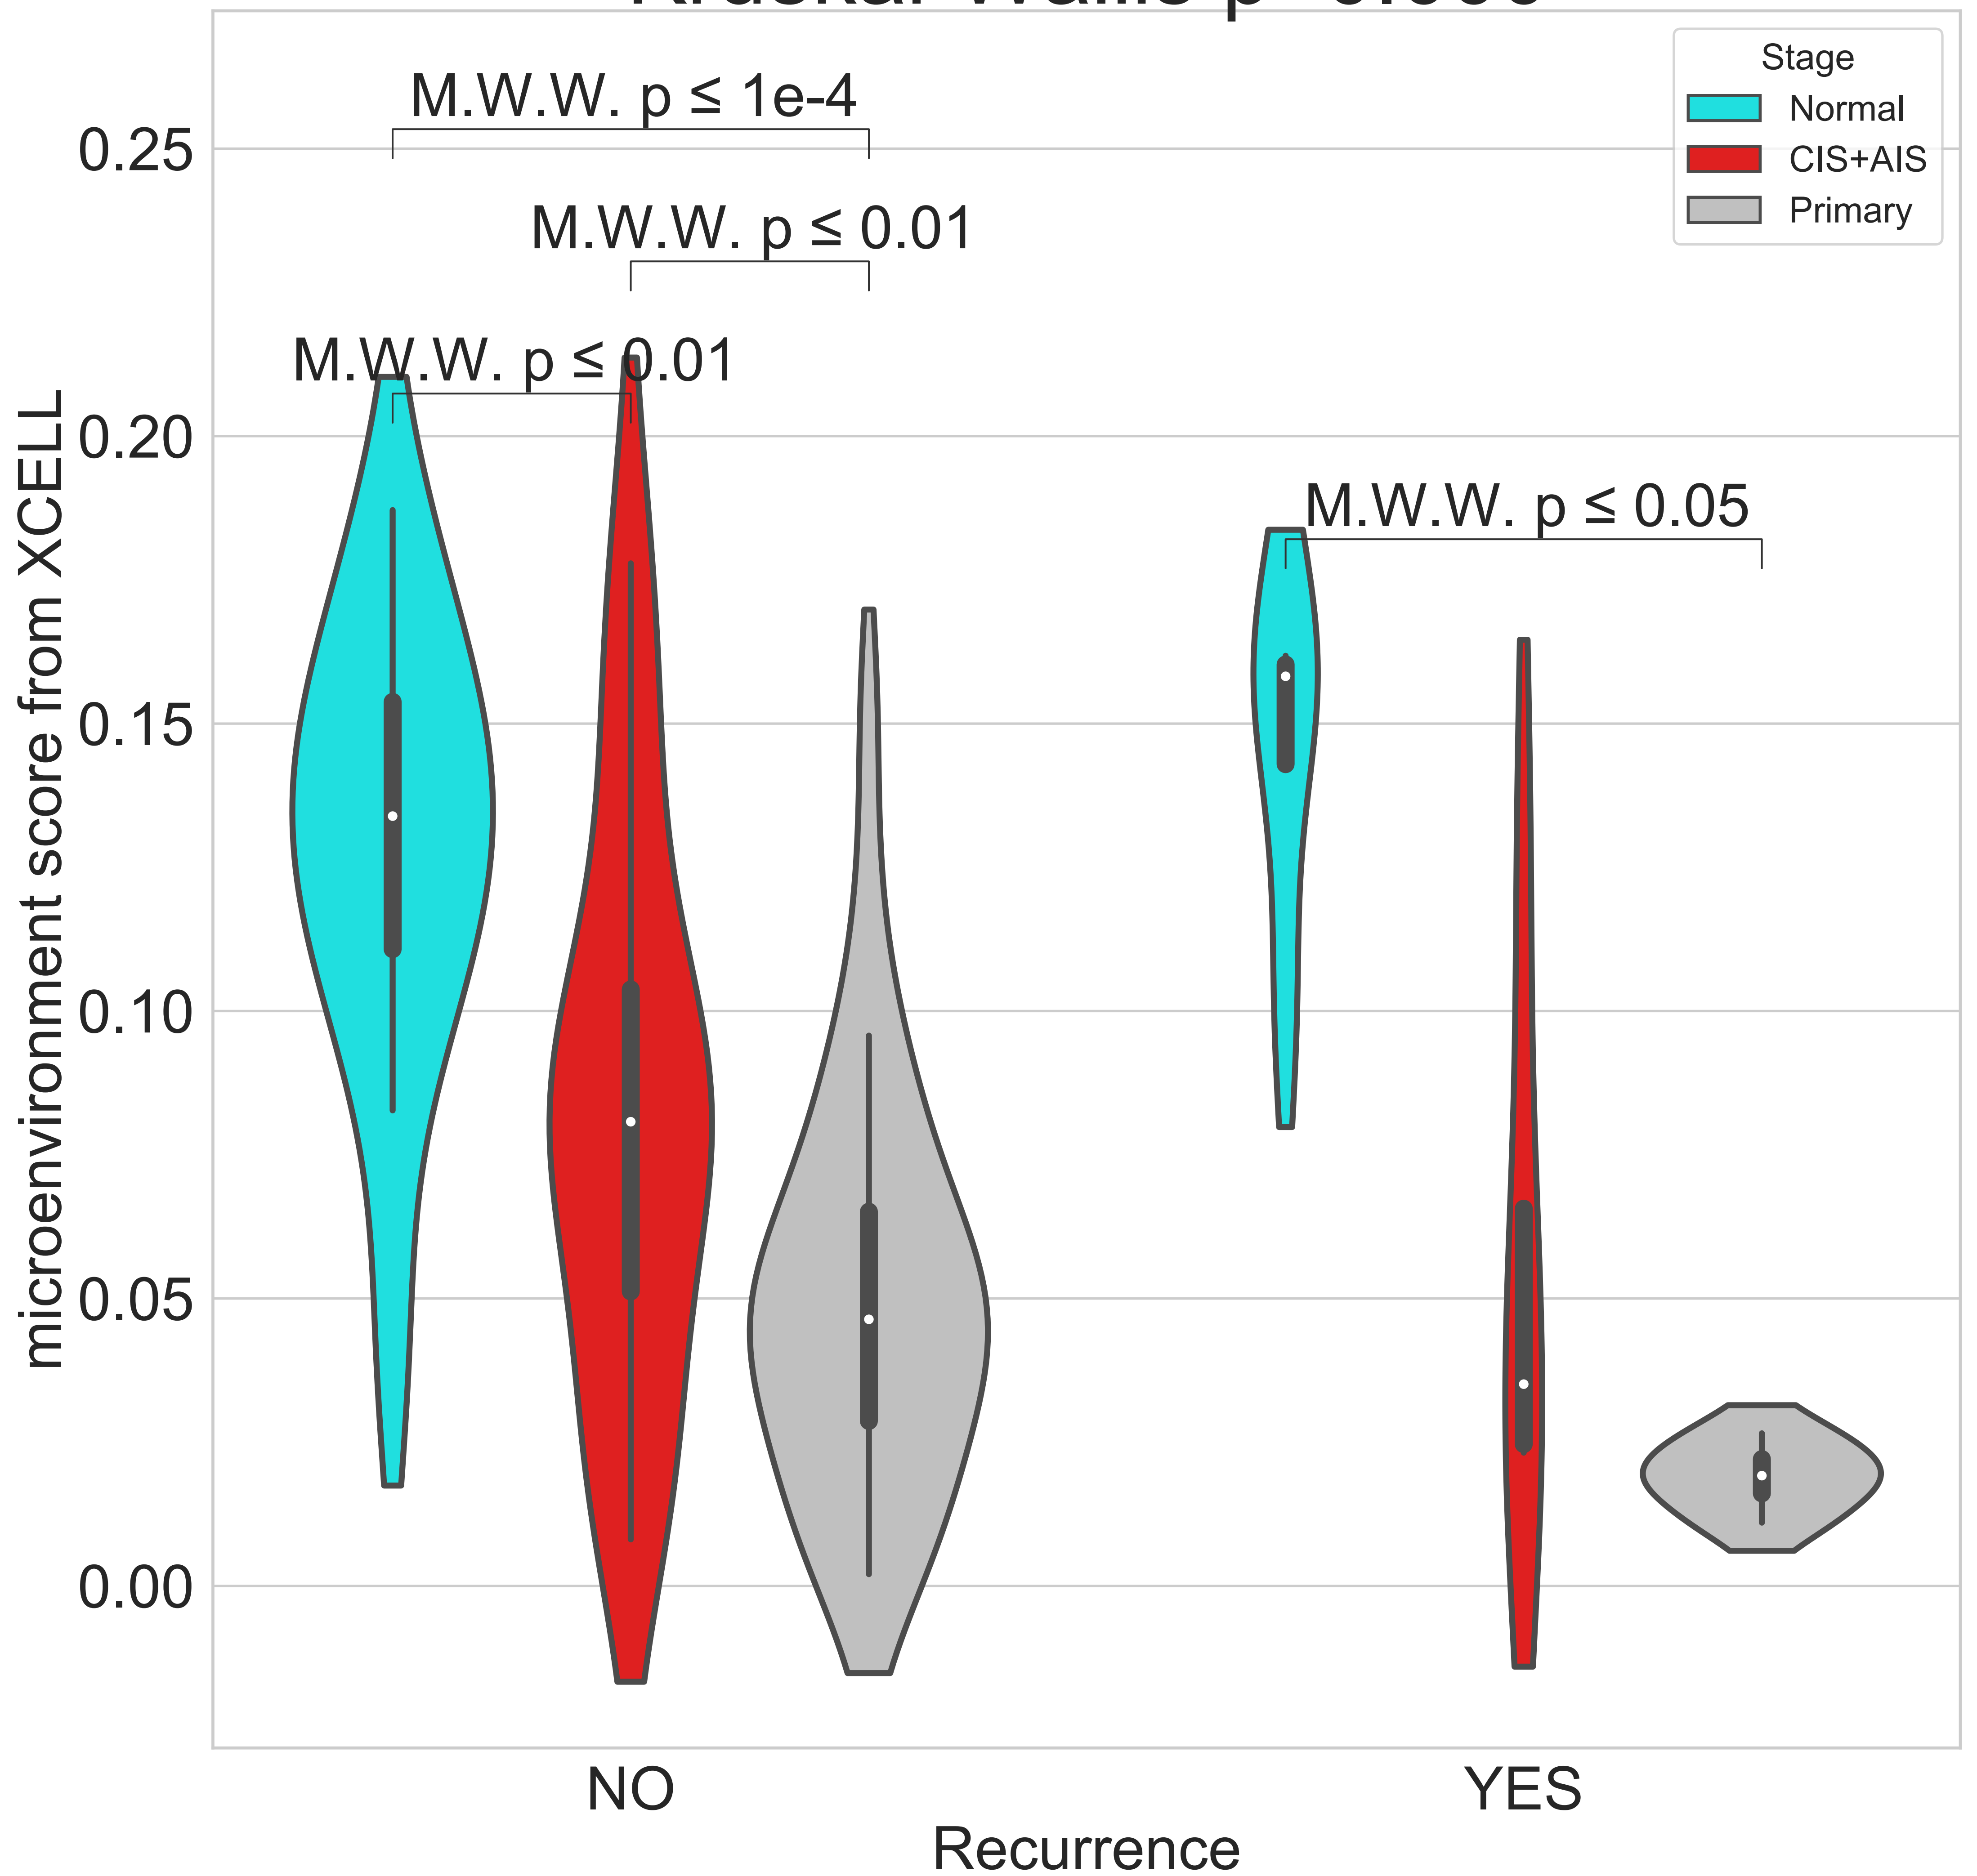 Stage
Normal
CIS+AIS
Primary
M.W.W. p ≤ 1e-4
M.W.W. p ≤ 0.01
M.W.W. p ≤ 0.01
M.W.W. p ≤ 0.05
microenvironment score from XCELL
0.25
0.20
0.15
0.10
0.05
0.00
NO
YES
Recurrence